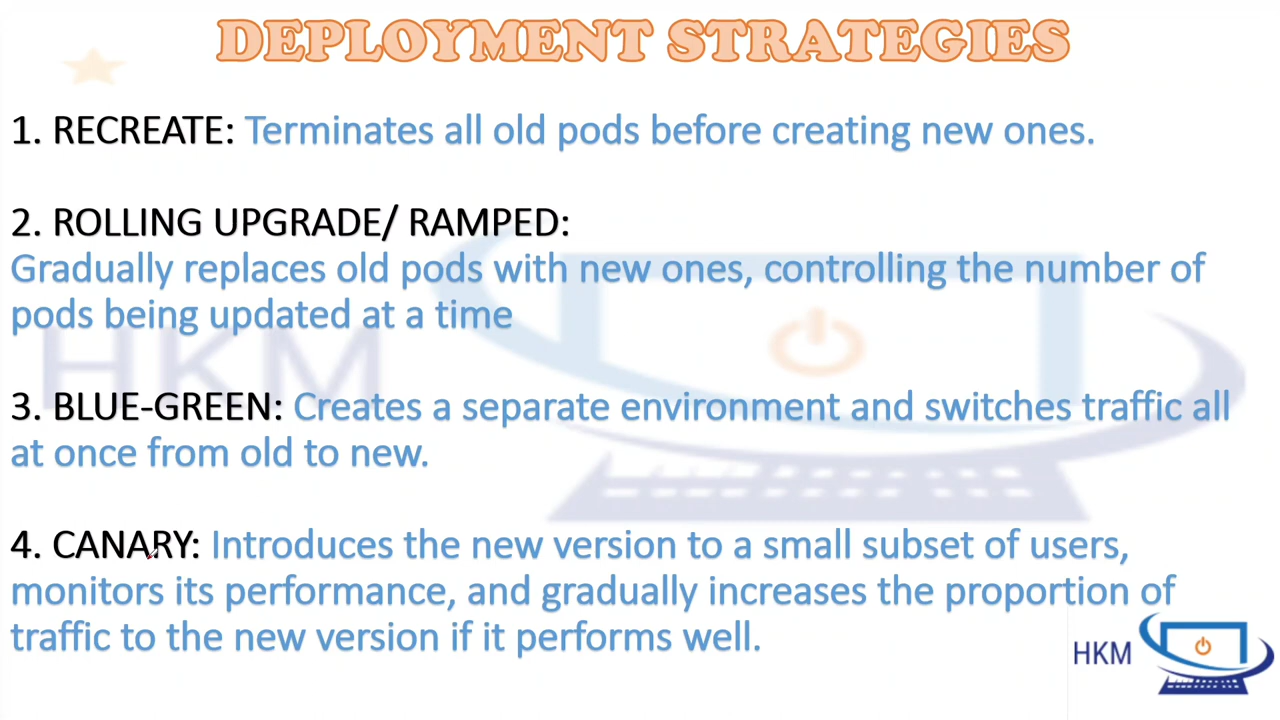 DEPLOYMENT STRATEGIES
1. RECREATE: Terminates all old pods before creating new ones.
2. ROLLING UPGRADE/ RAMPED:
Gradually replaces old pods with new ones, controlling the number of
pods being updated at a time
3. BLUE-GREEN: Creates a separate environment and switches traffic all
at once from old to new.
4. CANARY: Introduces the new version to a small subset of users,
monitors its performance, and gradually increases the proportion of
traffic to the new version if it performs well.
HKM
HKM